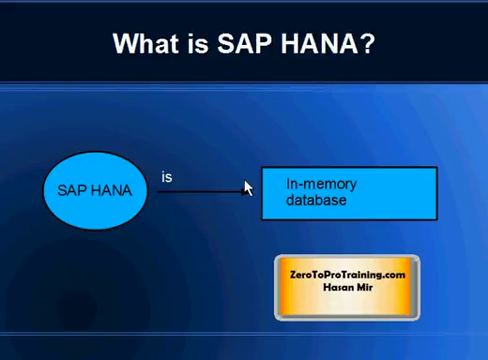 What is SAP HANA?
SAP HANA
is
In-memory
database
ZeroToProTraining.com
Hasan Mir